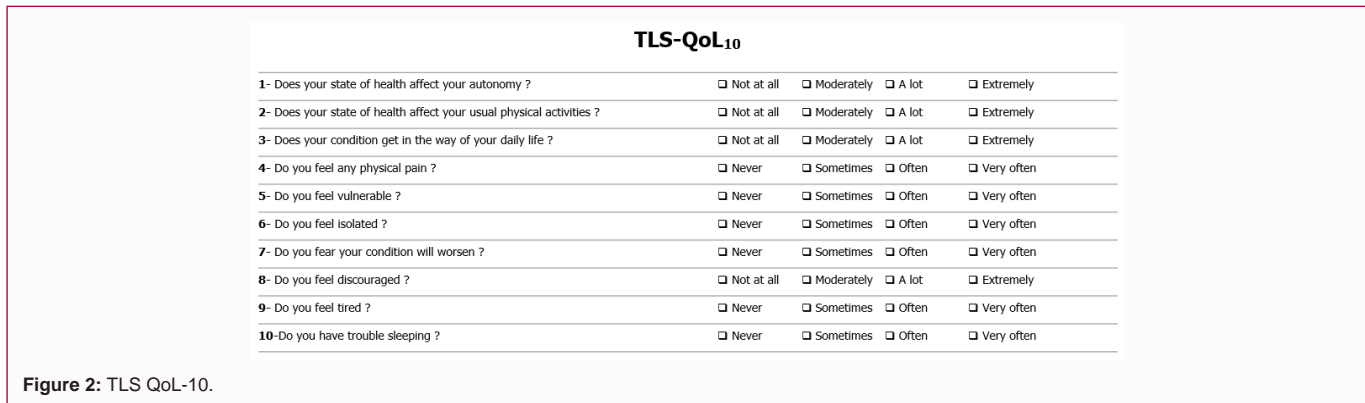 TLS-QoL10
1- Does your state of health affect your autonomy ? ❑ Not at all ❑ Moderately ❑ A lot ❑ Extremely
2- Does your state of health affect your usual physical activities ? ❑ Not at all ❑ Moderately ❑ A lot ❑ Extremely
3- Does your condition get in the way of your daily life ? ❑ Not at all ❑ Moderately ❑ A lot ❑ Extremely
4- Do you feel any physical pain ? ❑ Never ❑ Sometimes ❑ Often ❑ Very often
5- Do you feel vulnerable ? ❑ Never ❑ Sometimes ❑ Often ❑ Very often
6- Do you feel isolated ? ❑ Never ❑ Sometimes ❑ Often ❑ Very often
7- Do you fear your condition will worsen ? ❑ Never ❑ Sometimes ❑ Often ❑ Very often
8- Do you feel discouraged ? ❑ Not at all ❑ Moderately ❑ A lot ❑ Extremely
9- Do you feel tired ? ❑ Never ❑ Sometimes ❑ Often ❑ Very often
10-Do you have trouble sleeping ? ❑ Never ❑ Sometimes ❑ Often ❑ Very often
Figure 2: TLS QoL-10.